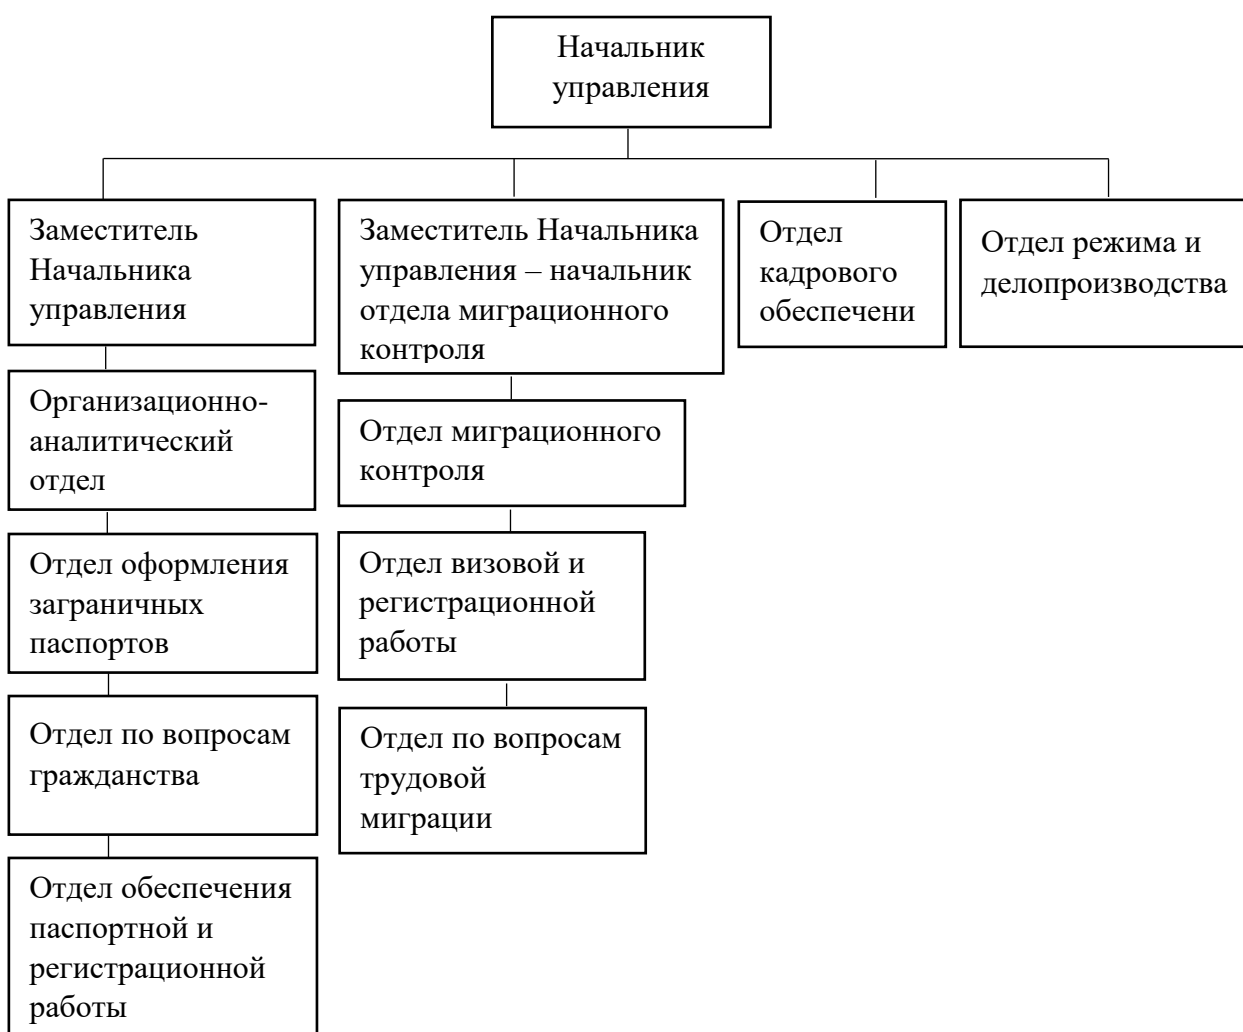 Начальник
управления
Заместитель
Начальника
управления
Заместитель Начальника
управления – начальник
отдела миграционного
контроля
Отдел
кадрового
обеспечени
Отдел режима и
делопроизводства
Организационно-
аналитический
отдел
Отдел миграционного
контроля
Отдел оформления
заграничных
паспортов
Отдел визовой и
регистрационной
работы
Отдел по вопросам
гражданства
Отдел по вопросам
трудовой
миграции
Отдел обеспечения
паспортной и
регистрационной
работы